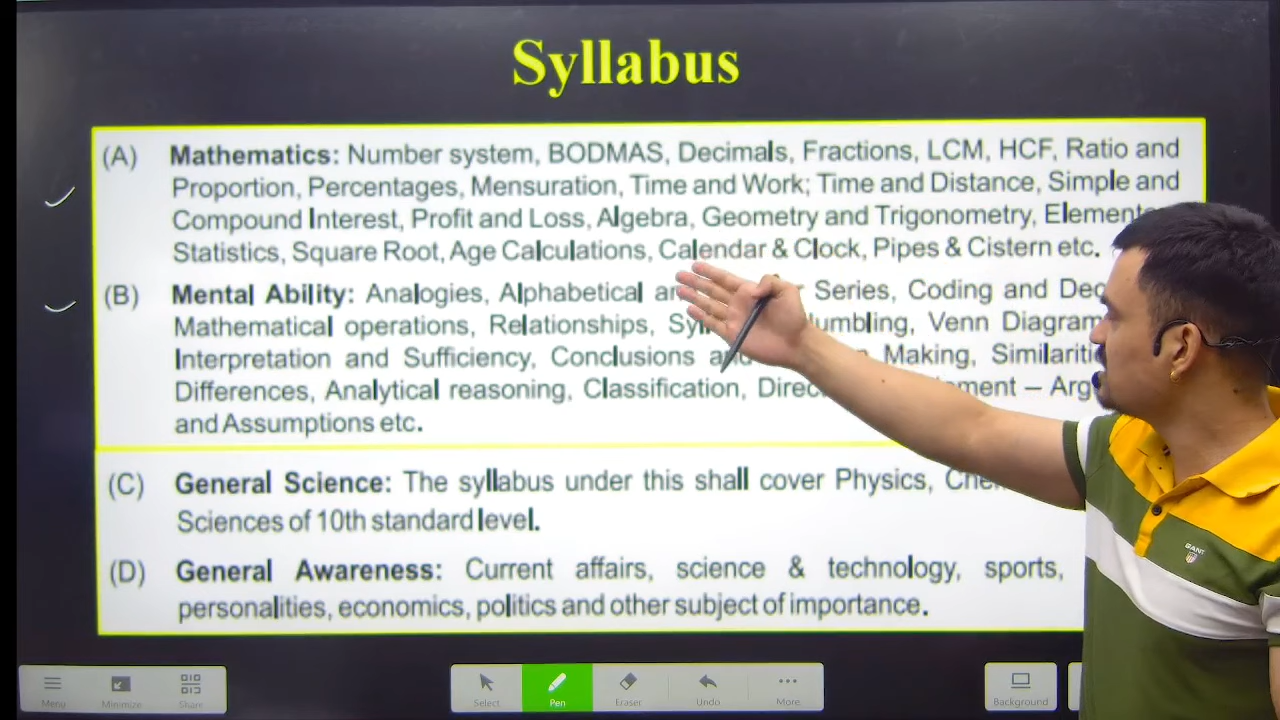 Syllabus
(A) Mathematics: Number system, BODMAS, Decimals, Fractions, LCM, HCF, Ratio and
Proportion, Percentages, Mensuration, Time and Work; Time and Distance, Simple and
Compound Interest, Profit and Loss, Algebra, Geometry and Trigonometry,
Statistics, Square Root, Age Calculations, Calendar & Clock, Pipes & Cistern etc.
(B) Mental Ability: Analogies, Alphabetical Series, Coding and
Mathematical operations, Relationships, Venn
Interpretation and Sufficiency, Conclusions Making,
Differences, Analytical reasoning, Classification,
and Assumptions etc.
(C) General Science: The syllabus under this shall cover Physics,
Sciences of 10th standard level.
(D) General Awareness: Current affairs, science & technology, sports,
personalities, economics, politics and other subject of importance.
GANT
Menu Minimize Share Select Pen Eraser Undo More Background